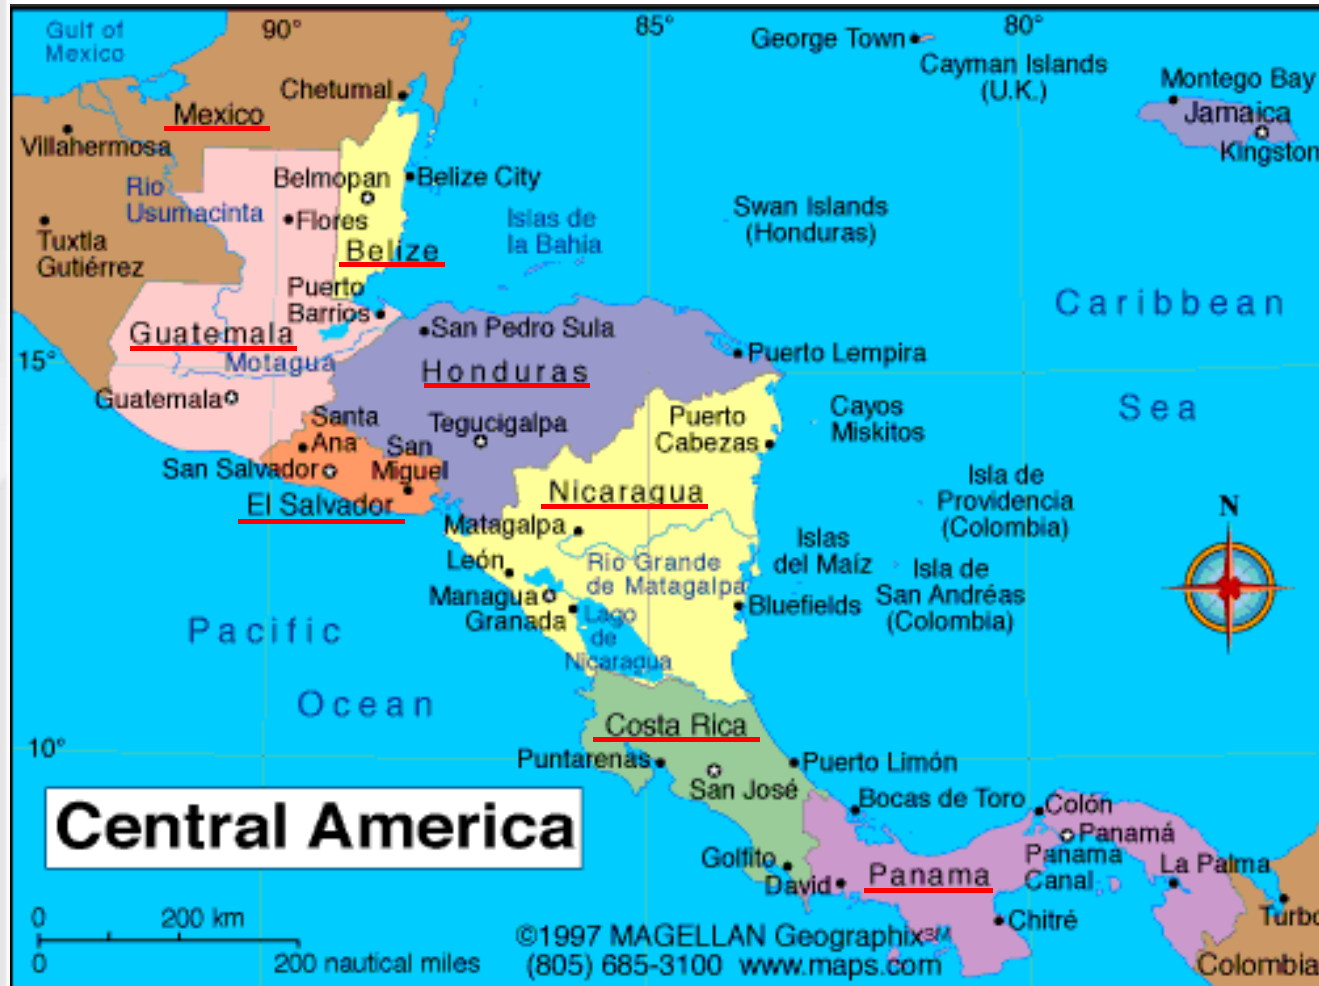 Gulf of
Mexico
90°
85°
80°
George Town
Cayman Islands
(U.K.)
Montego Bay
Jamaica
Kingston
Chetumal
Mexico
Villahermosa
Belmopan
Belize City
Rio
Usumacinta
Flores
Islas de
la Bahia
Swan Islands
(Honduras)
Tuxtla
Gutiérrez
Belize
Puerto
Barrios
Caribbean
Sea
Guatemala
San Pedro Sula
15°
Motagua
Honduras
Puerto Lempira
Guatemala
Santa
Ana
Tegucigalpa
Puerto
Cabezas
Cayos
Miskitos
San
Miguel
San Salvador
El Salvador
Nicaragua
Isla de
Providencia
(Colombia)
N
Matagalpa
León
Rio Grande
de Matagalpa
Islas
del Maíz
Isla de
San Andréas
(Colombia)
Managua
Granada
Bluefields
Lago
de
Nicaragua
Pacific
Ocean
Costa Rica
10°
Puntarenas
San José
Puerto Limón
Central America
Bocas de Toro
Colón
Panamá
Panama
Canal
La Palma
Golfito
David
Panama
Chitré
Turbo
Colombia
0 200 km
0 200 nautical miles
©1997 MAGELLAN Geographix℠
(805) 685-3100 www.maps.com